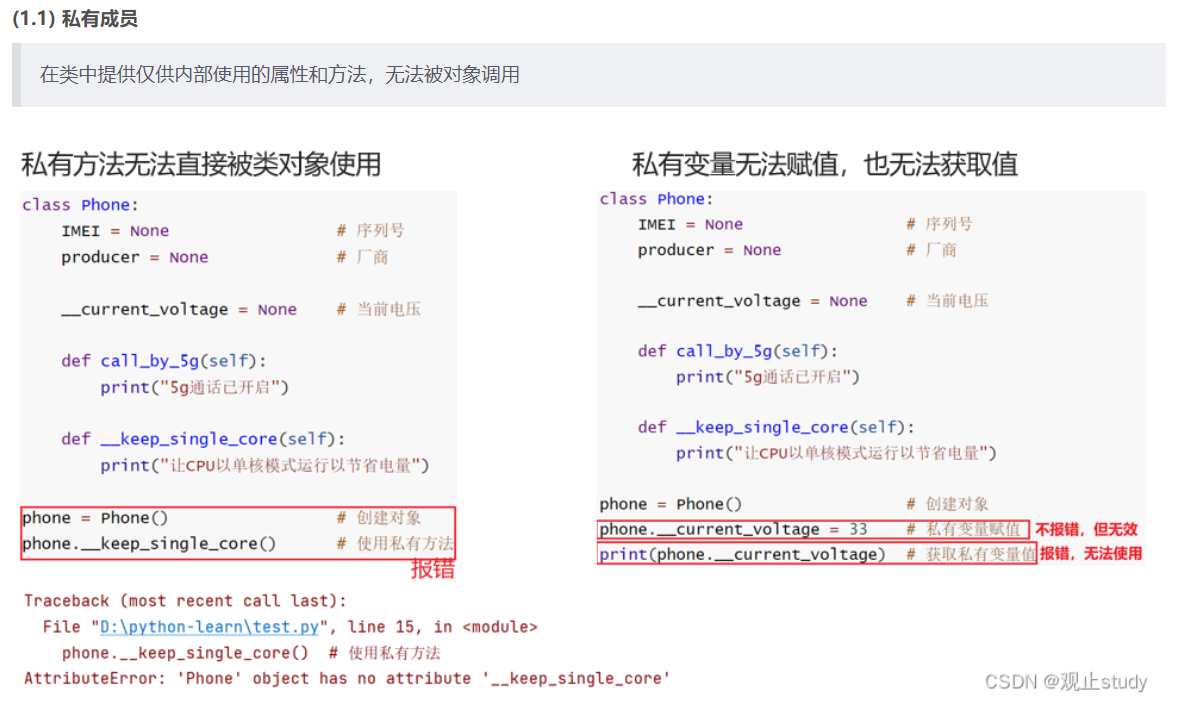 (1.1) 私有成员
在类中提供仅供内部使用的属性和方法，无法被对象调用
私有方法无法直接被类对象使用
class Phone:
    IMEI = None                 # 序列号
    producer = None             # 厂商

    __current_voltage = None    # 当前电压

    def call_by_5g(self):
        print("5g通话已开启")

    def __keep_single_core(self):
        print("让CPU以单核模式运行以节省电量")

phone = Phone()                 # 创建对象
phone.__keep_single_core()      # 使用私有方法
报错
Traceback (most recent call last):
  File "D:\python-learn\test.py", line 15, in <module>
    phone.__keep_single_core()  # 使用私有方法
AttributeError: 'Phone' object has no attribute '__keep_single_core'
私有变量无法赋值，也无法获取值
class Phone:
    IMEI = None                 # 序列号
    producer = None             # 厂商

    __current_voltage = None    # 当前电压

    def call_by_5g(self):
        print("5g通话已开启")

    def __keep_single_core(self):
        print("让CPU以单核模式运行以节省电量")

phone = Phone()                 # 创建对象
phone.__current_voltage = 33    # 私有变量赋值 不报错，但无效
print(phone.__current_voltage)  # 获取私有变量值 报错，无法使用
CSDN @观止study